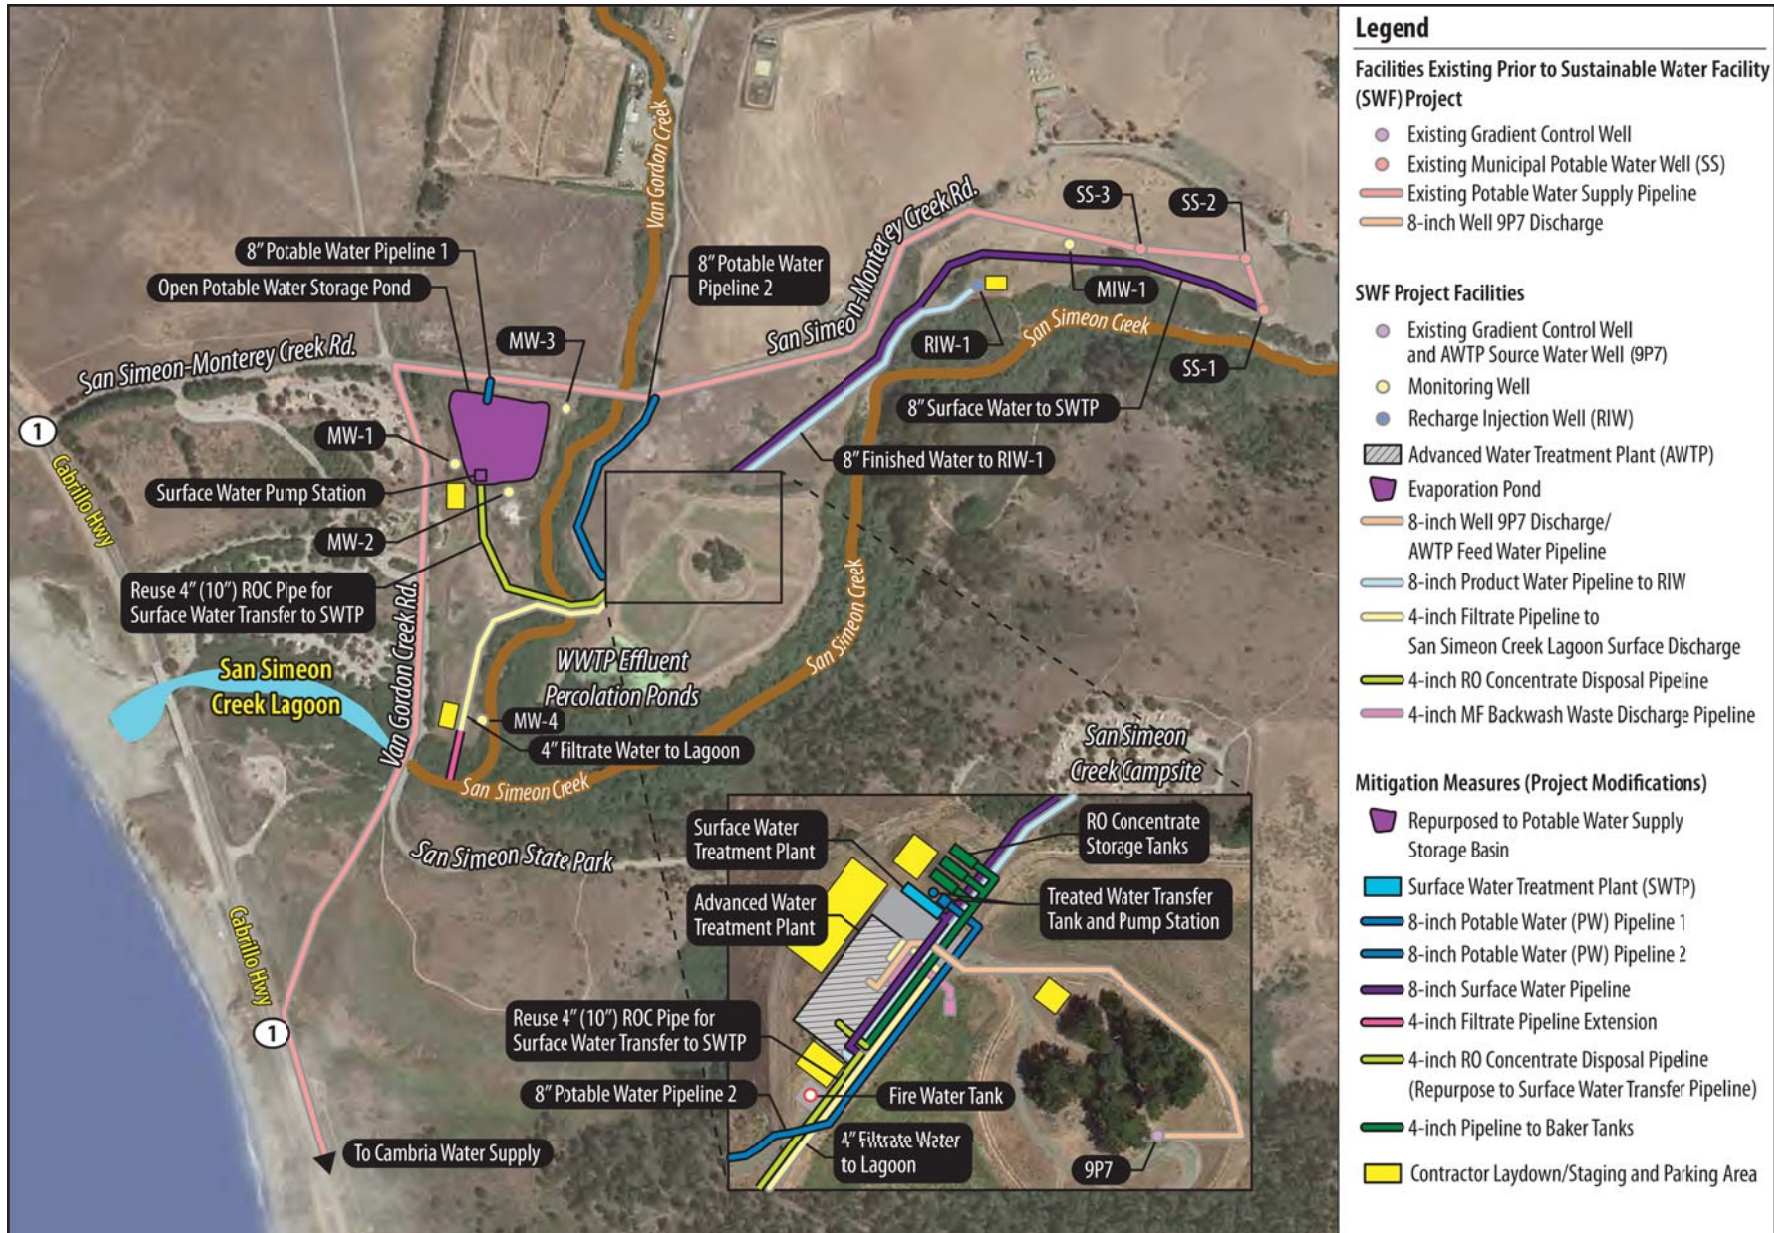 Van Gordon Creek
Van Gordon Creek
8" Potable Water Pipeline 1
Open Potable Water Storage Pond
8" Potable Water
Pipeline 2
San Simeon-Monterey Creek Rd.
SS-3
SS-2
MIW-1
RIW-1
San Simeon Creek
SS-1
MW-3
San Simeon-Monterey Creek Rd.
1
Cabrillo Hwy
MW-1
Surface Water Pump Station
MW-2
Reuse 4" (10") ROC Pipe for
Surface Water Transfer to SWTP
8" Surface Water to SWTP
8" Finished Water to RIW-1
San Simeon Creek
San Simeon
Creek Lagoon
Van Gordon Creek Rd.
WWTP Effluent
Percolation Ponds
MW-4
4" Filtrate Water to Lagoon
San Simeon Creek
San Simeon
Creek Campsite
San Simeon State Park
Cabrillo Hwy
1
To Cambria Water Supply
Surface Water
Treatment Plant
RO Concentrate
Storage Tanks
Advanced Water
Treatment Plant
Treated Water Transfer
Tank and Pump Station
Reuse 4" (10") ROC Pipe for
Surface Water Transfer to SWTP
8" Potable Water Pipeline 2
Fire Water Tank
4" Filtrate Water
to Lagoon
9P7
Legend
Facilities Existing Prior to Sustainable Water Facility
(SWF) Project
Existing Gradient Control Well
Existing Municipal Potable Water Well (SS)
Existing Potable Water Supply Pipeline
8-inch Well 9P7 Discharge
SWF Project Facilities
Existing Gradient Control Well
and AWTP Source Water Well (9P7)
Monitoring Well
Recharge Injection Well (RIW)
Advanced Water Treatment Plant (AWTP)
Evaporation Pond
8-inch Well 9P7 Discharge/
AWTP Feed Water Pipeline
8-inch Product Water Pipeline to RIW
4-inch Filtrate Pipeline to
San Simeon Creek Lagoon Surface Discharge
4-inch RO Concentrate Disposal Pipeline
4-inch MF Backwash Waste Discharge Pipeline
Mitigation Measures (Project Modifications)
Repurposed to Potable Water Supply
Storage Basin
Surface Water Treatment Plant (SWTP)
8-inch Potable Water (PW) Pipeline 1
8-inch Potable Water (PW) Pipeline 2
8-inch Surface Water Pipeline
4-inch Filtrate Pipeline Extension
4-inch RO Concentrate Disposal Pipeline
(Repurpose to Surface Water Transfer Pipeline)
4-inch Pipeline to Baker Tanks
Contractor Laydown/Staging and Parking Area